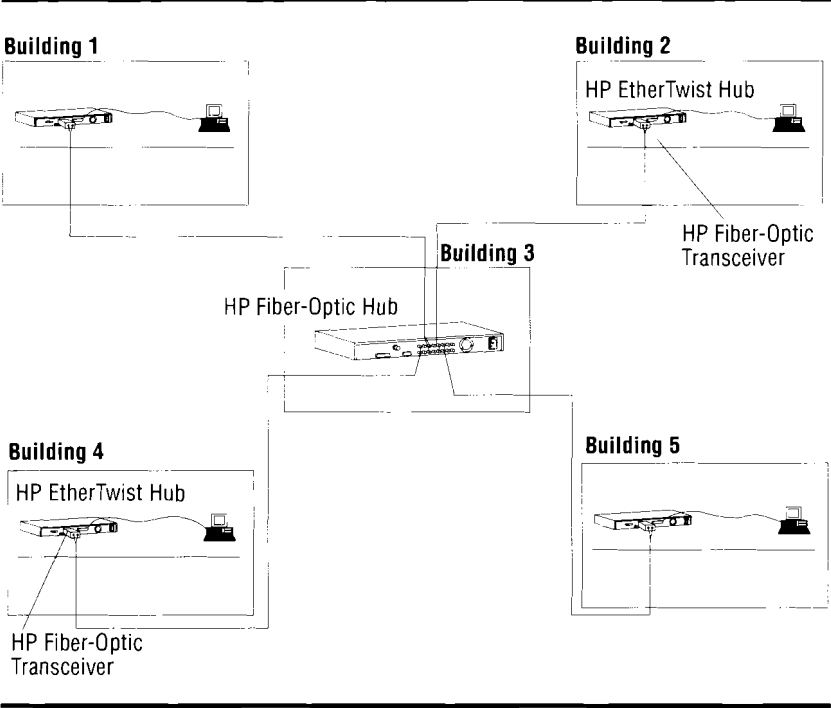 Building 1
Building 2
HP EtherTwist Hub
HP Fiber-Optic
Transceiver
Building 3
HP Fiber-Optic Hub
Building 4
HP EtherTwist Hub
HP Fiber-Optic
Transceiver
Building 5